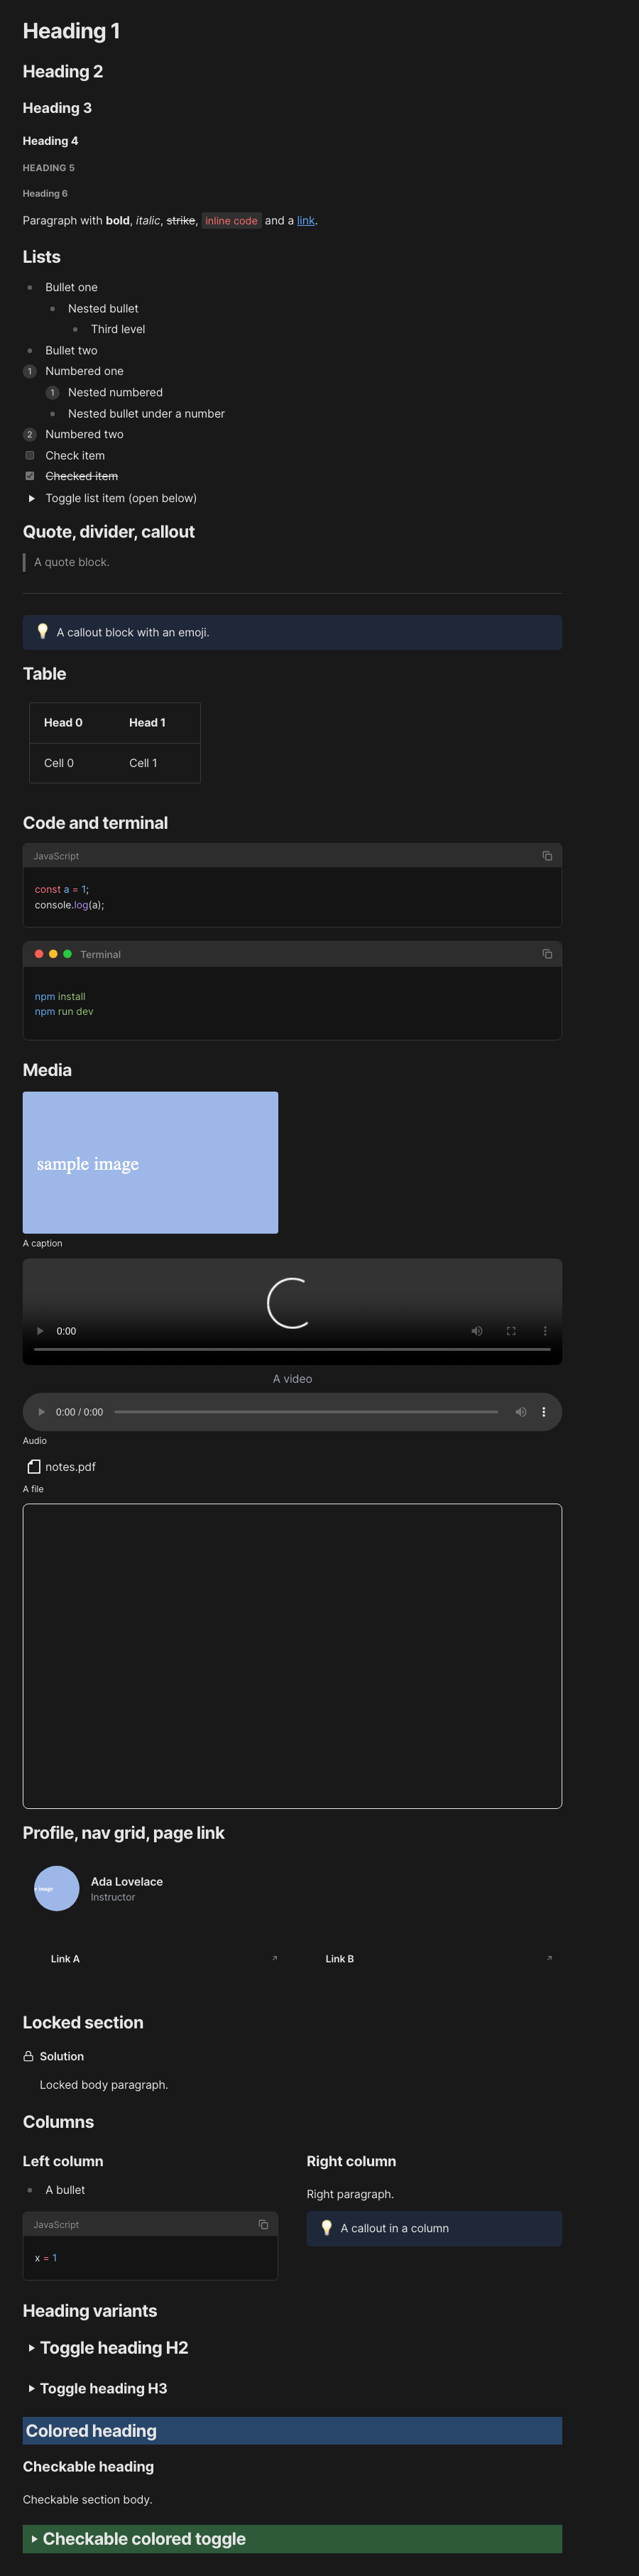 Heading 1
Heading 2
Heading 3
Heading 4
HEADING 5
Heading 6
Paragraph with bold, italic, strike, inline code and a link.
Lists
Bullet one
Nested bullet
Third level
Bullet two
1 Numbered one
1 Nested numbered
Nested bullet under a number
2 Numbered two
Check item
Checked item
Toggle list item (open below)
Quote, divider, callout
A quote block.
A callout block with an emoji.
Table
Head 0 Head 1
Cell 0 Cell 1
Code and terminal
JavaScript
const a = 1;
console.log(a);
Terminal
npm install
npm run dev
Media
sample image
A caption
0:00
A video
0:00 / 0:00
Audio
notes.pdf
A file
Profile, nav grid, page link
image
Ada Lovelace
Instructor
Link A
Link B
Locked section
Solution
Locked body paragraph.
Columns
Left column
A bullet
JavaScript
x = 1
Right column
Right paragraph.
A callout in a column
Heading variants
Toggle heading H2
Toggle heading H3
Colored heading
Checkable heading
Checkable section body.
Checkable colored toggle